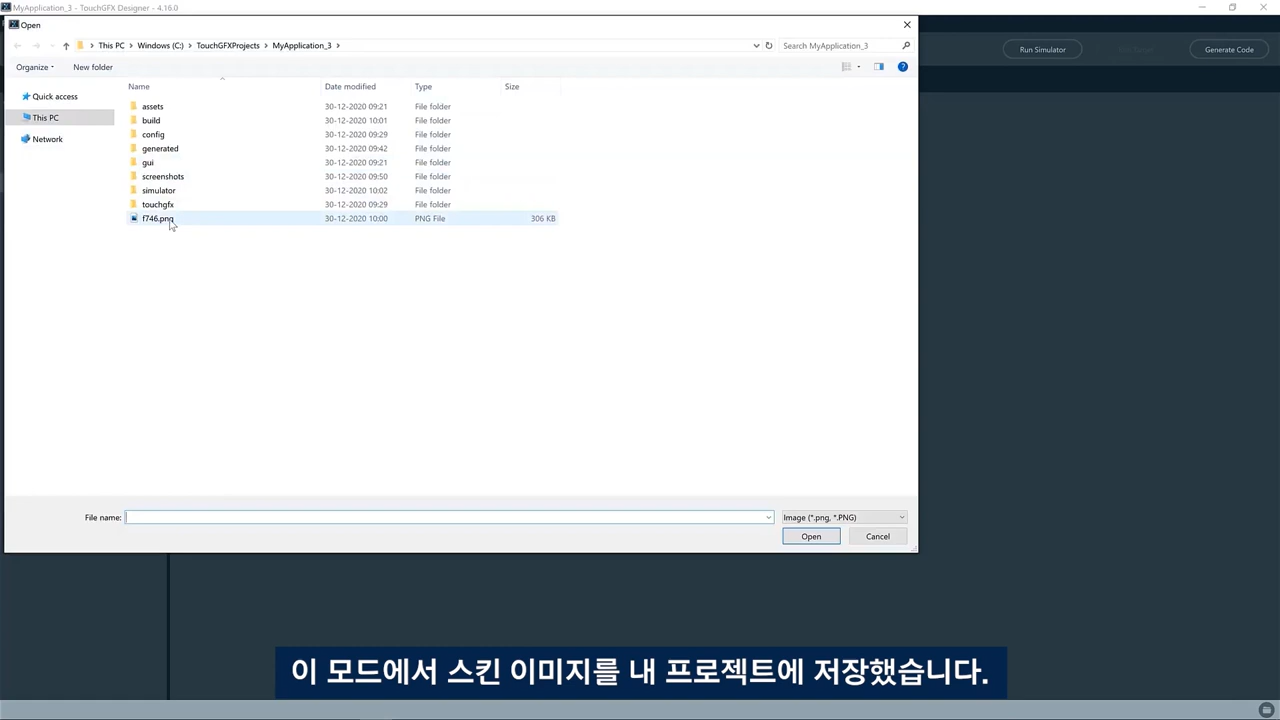 MyApplication_3 - TouchGFX Designer - 4.16.0
Open
This PC
Windows (C:)
TouchGFXProjects
MyApplication_3
Search MyApplication_3
Run Simulator
Generate Code
Organize
New folder
Name
Date modified
Type
Size
Quick access
This PC
Network
assets 30-12-2020 09:21 File folder
build 30-12-2020 10:01 File folder
config 30-12-2020 09:29 File folder
generated 30-12-2020 09:42 File folder
gui 30-12-2020 09:21 File folder
screenshots 30-12-2020 09:50 File folder
simulator 30-12-2020 10:02 File folder
touchgfx 30-12-2020 09:29 File folder
f746.png 30-12-2020 10:00 PNG File 306 KB
File name:
Image (*.png, *.PNG)
Open
Cancel
이 모드에서 스킨 이미지를 내 프로젝트에 저장했습니다.